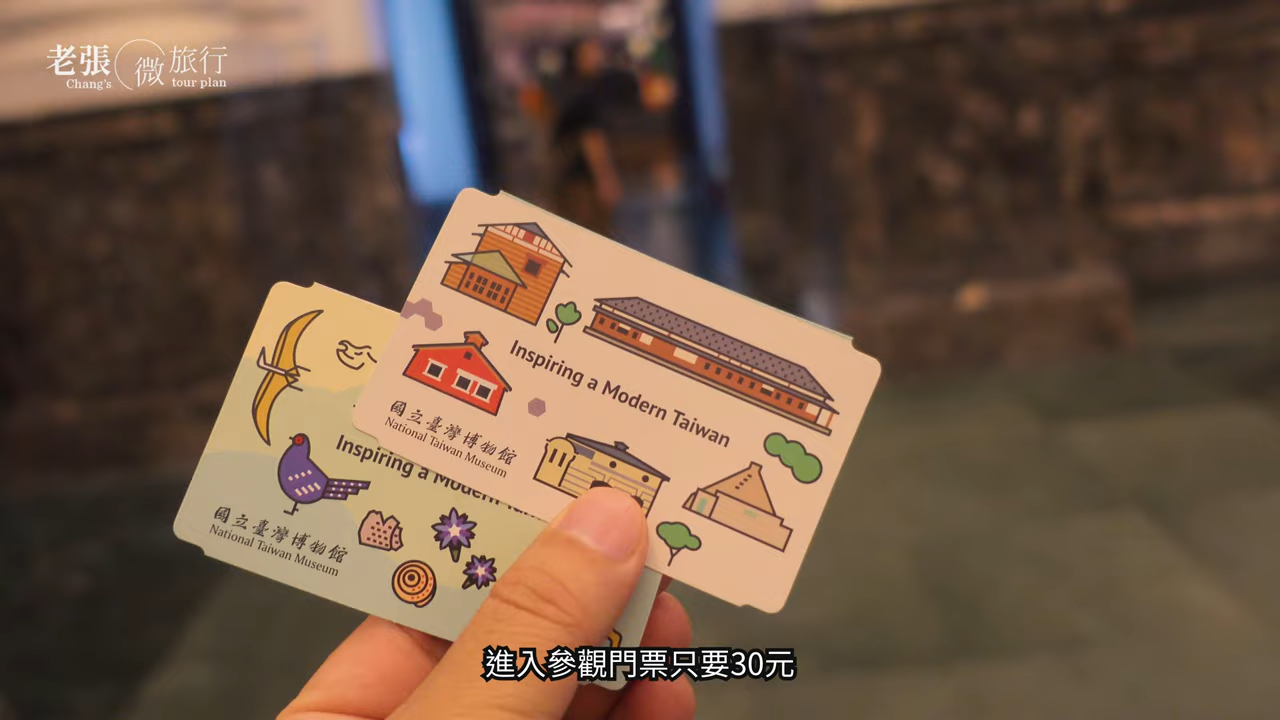 老張微旅行
Chang's tour plan
Inspiring a Modern Taiwan
國立臺灣博物館
National Taiwan Museum
Inspiring a Modern
國立臺灣博物館
National Taiwan Museum
進入參觀門票只要30元